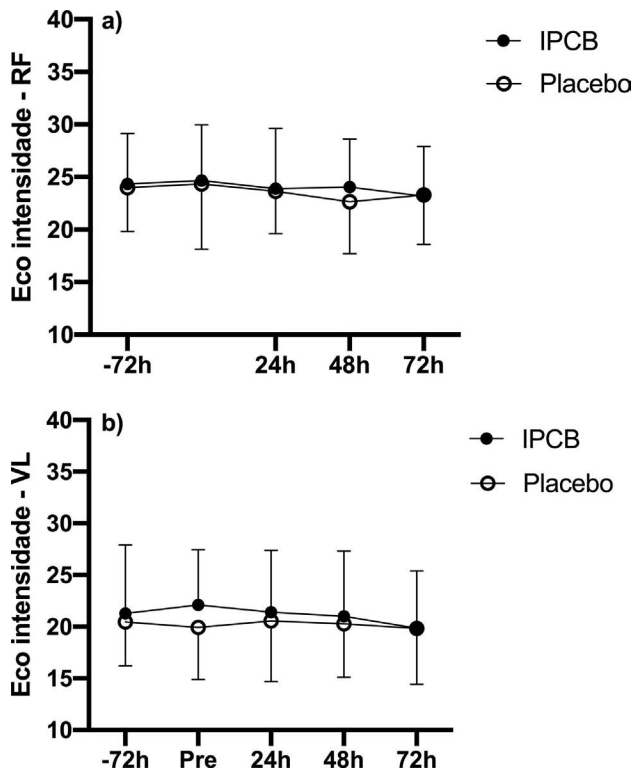 a)
IPCB
Placebo
Eco intensidade - RF
40
35
30
25
20
15
10
-72h 24h 48h 72h
b)
IPCB
Placebo
Eco intensidade - VL
40
35
30
25
20
15
10
-72h Pre 24h 48h 72h